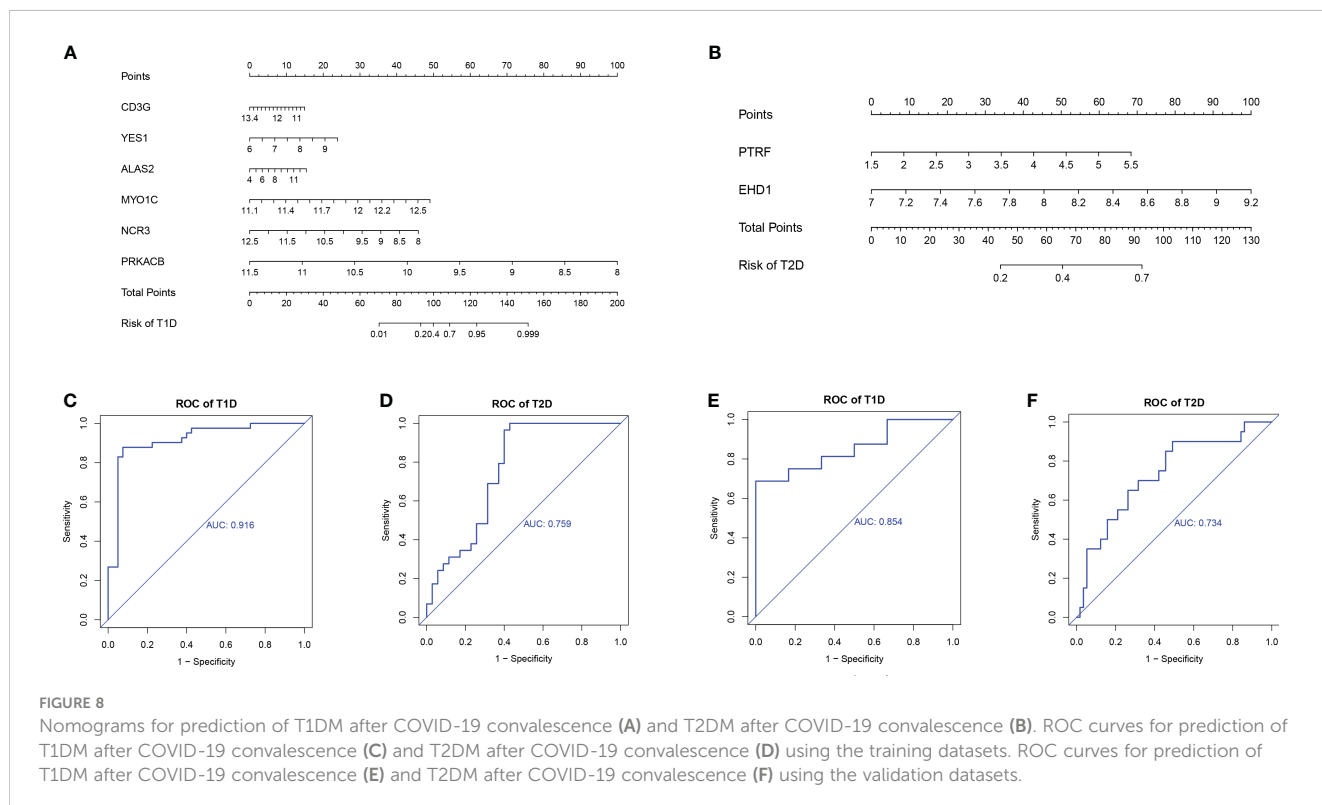 A
Points
0 10 20 30 40 50 60 70 80 90 100
CD3G
13.4 12 11
YES1
6 7 8 9
ALAS2
4 6 8 11
MYO1C
11.1 11.4 11.7 12 12.2 12.5
NCR3
12.5 11.5 10.5 9.5 9 8.5 8
PRKACB
11.5 11 10.5 10 9.5 9 8.5 8
Total Points
0 20 40 60 80 100 120 140 160 180 200
Risk of T1D
0.01 0.20.4 0.7 0.95 0.999
B
Points
0 10 20 30 40 50 60 70 80 90 100
PTRF
1.5 2 2.5 3 3.5 4 4.5 5 5.5
EHD1
7 7.2 7.4 7.6 7.8 8 8.2 8.4 8.6 8.8 9 9.2
Total Points
0 10 20 30 40 50 60 70 80 90 100 110 120 130
Risk of T2D
0.2 0.4 0.7
C
ROC of T1D
Sensitivity
0.0 0.2 0.4 0.6 0.8 1.0
AUC: 0.916
0.0 0.2 0.4 0.6 0.8 1.0
1 − Specificity
D
ROC of T2D
Sensitivity
0.0 0.2 0.4 0.6 0.8 1.0
AUC: 0.759
0.0 0.2 0.4 0.6 0.8 1.0
1 − Specificity
E
ROC of T1D
Sensitivity
0.0 0.2 0.4 0.6 0.8 1.0
AUC: 0.854
0.0 0.2 0.4 0.6 0.8 1.0
1 − Specificity
F
ROC of T2D
Sensitivity
0.0 0.2 0.4 0.6 0.8 1.0
AUC: 0.734
0.0 0.2 0.4 0.6 0.8 1.0
1 − Specificity
FIGURE 8
Nomograms for prediction of T1DM after COVID-19 convalescence (A) and T2DM after COVID-19 convalescence (B). ROC curves for prediction of
T1DM after COVID-19 convalescence (C) and T2DM after COVID-19 convalescence (D) using the training datasets. ROC curves for prediction of
T1DM after COVID-19 convalescence (E) and T2DM after COVID-19 convalescence (F) using the validation datasets.